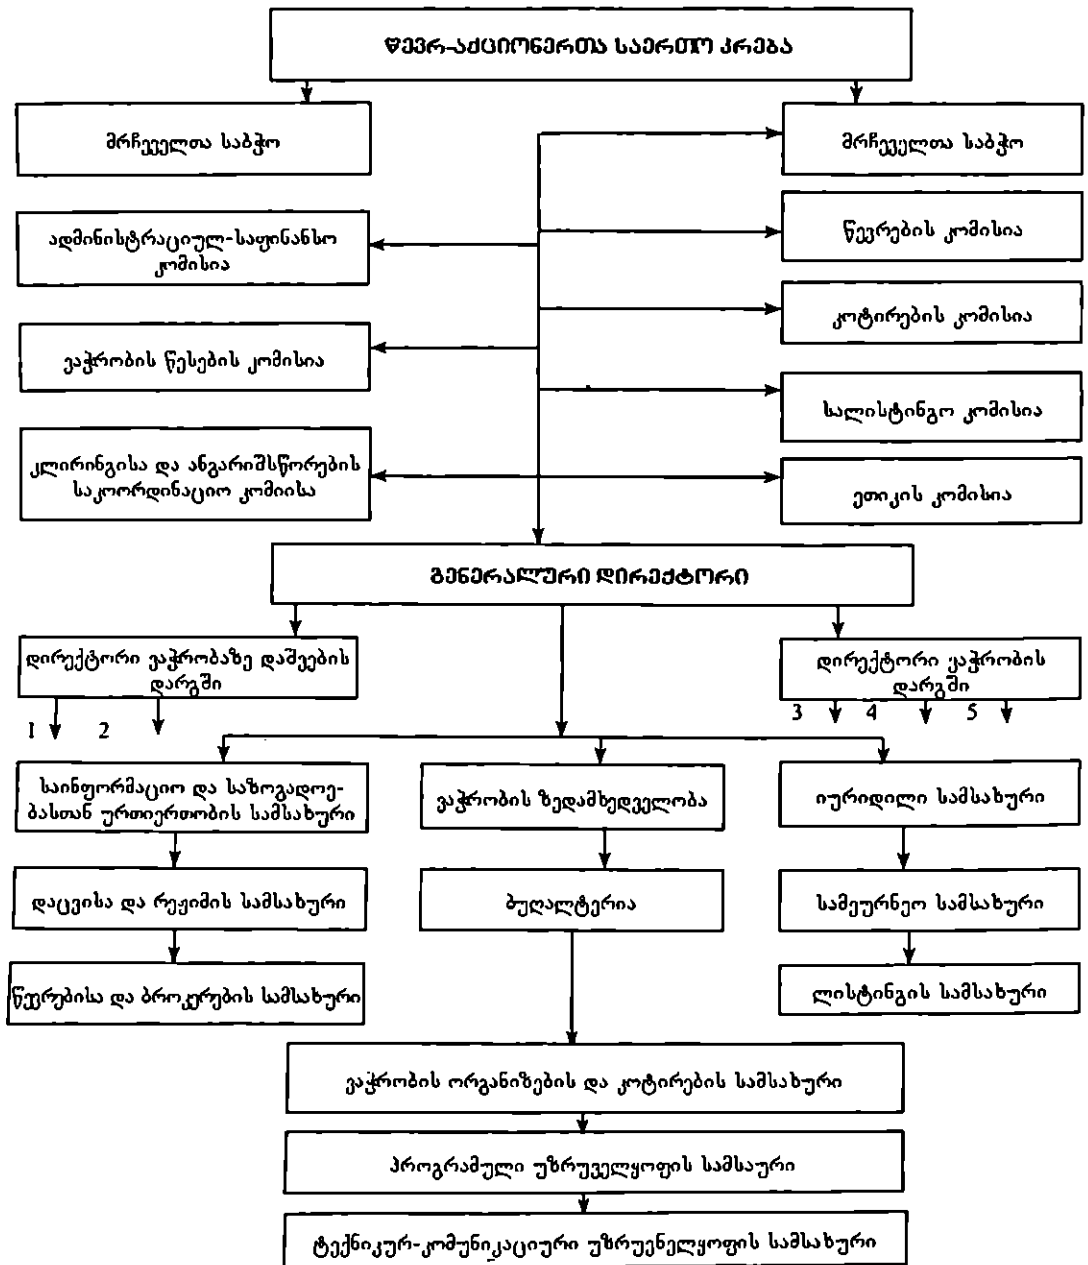 წევრ-აქციონერთა საერთო კრება
მრჩეველთა საბჭო
მრჩეველთა საბჭო
ადმინისტრაციულ-საფინანსო
კომისია
წევრების კომისია
კოტირების კომისია
ვაჭრობის წესების კომისია
სალისტინგო კომისია
კლირინგისა და ანგარიშსწორების
საკოორდინაციო კომიისა
ეთიკის კომისია
გენერალური დირექტორი
დირექტორი ვაჭრობაზე დაშვების
დარგში
დირექტორი ვაჭრობის
დარგში
1 2
3 4 5
საინფორმაციო და საზოგადოე-
ბასთან ურთიერთობის სამსახური
ვაჭრობის ზედამხედველობა
იურიდილი სამსახური
დაცვისა და რეჟიმის სამსახური
ბუღალტერია
სამეურნეო სამსახური
წევრებისა და ბროკერების სამსახური
ლისტინგის სამსახური
ვაჭრობის ორგანიზების და კოტირების სამსახური
პროგრამული უზრუველყოფის სამსაური
ტექნიკურ-კომუნიკაციური უზრუენელყოფის სამსახური